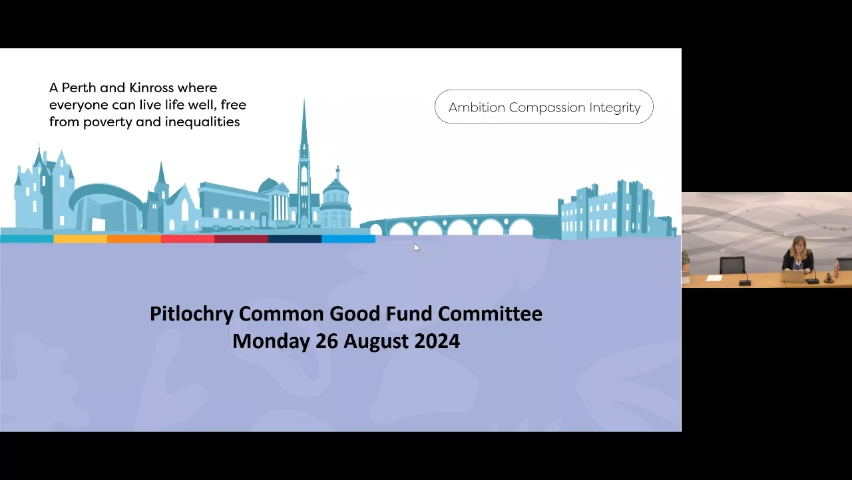 A Perth and Kinross where
everyone can live life well, free
from poverty and inequalities
Ambition Compassion Integrity
Pitlochry Common Good Fund Committee
Monday 26 August 2024